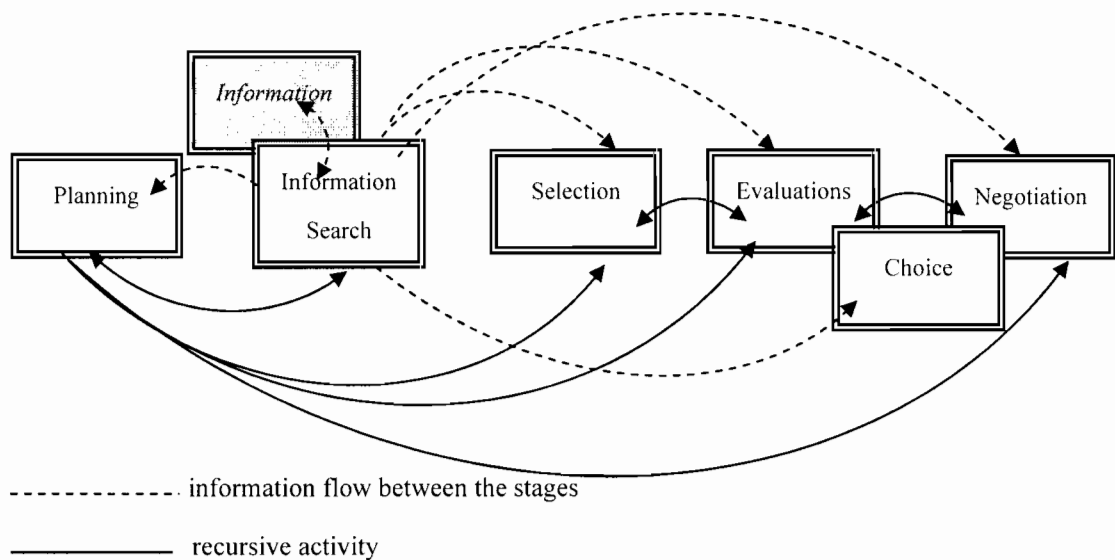 Information
Planning
Information
Search
Selection
Evaluations
Negotiation
Choice
information flow between the stages
recursive activity